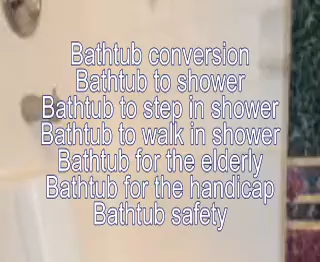 Bathtub conversion
Bathtub to shower
Bathtub to step in shower
Bathtub to walk in shower
Bathtub for the elderly
Bathtub for the handicap
Bathtub safety